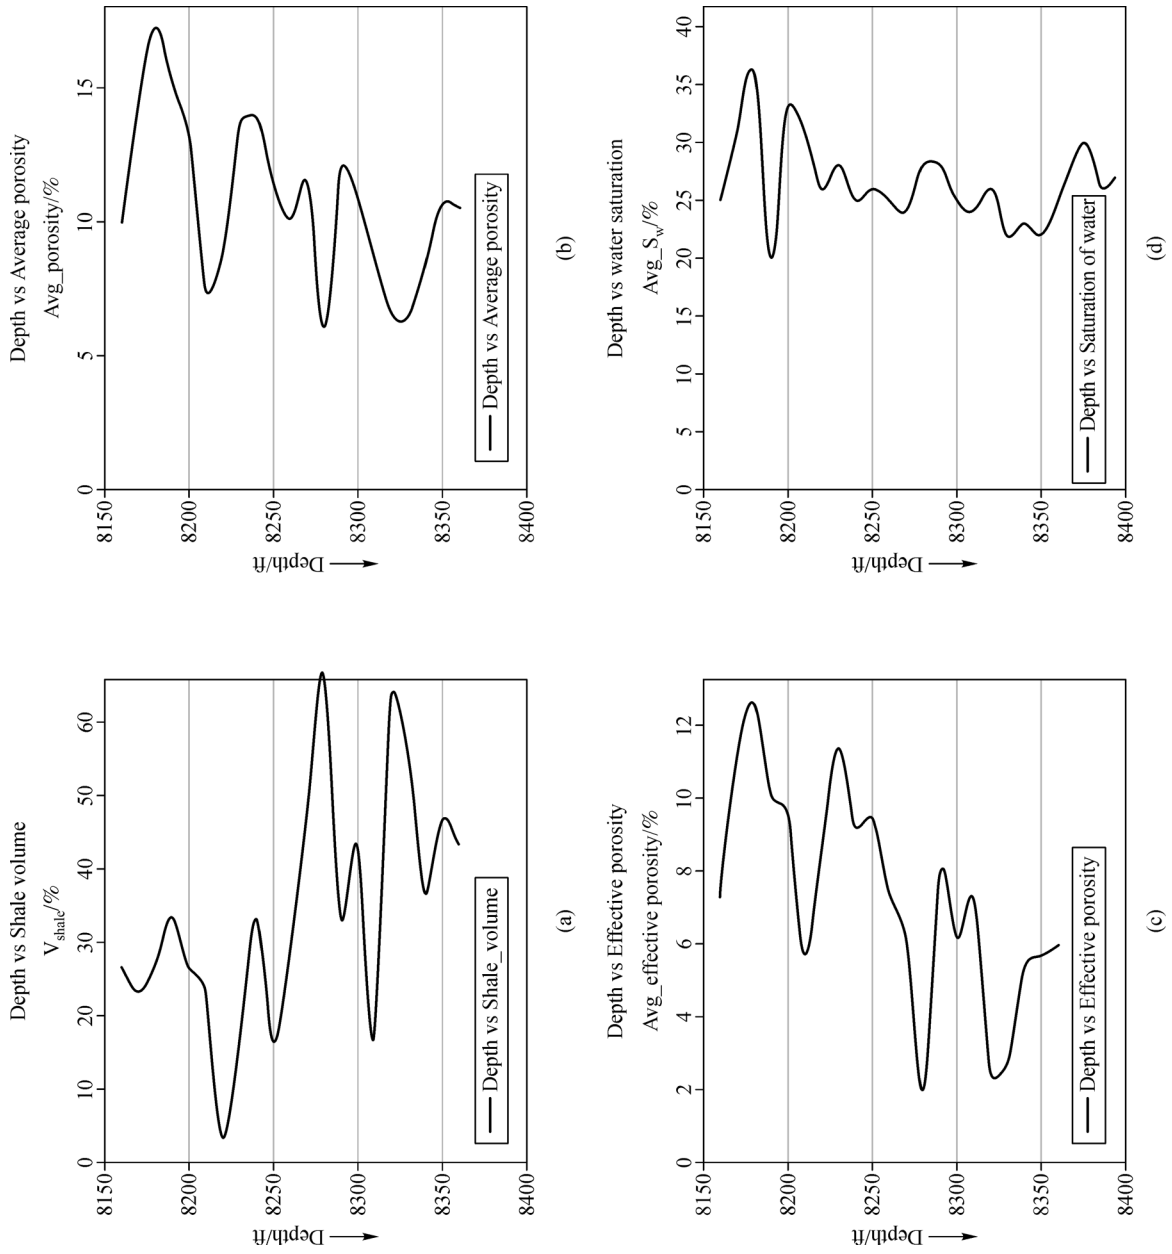 Depth vs Shale volume
V_shale/%
0 10 20 30 40 50 60
8150
8200
8250
8300
8350
8400
Depth/ft
Depth vs Shale_volume
(a)
Depth vs Average porosity
Avg_porosity/%
0 5 10 15
8150
8200
8250
8300
8350
8400
Depth/ft
Depth vs Average porosity
(b)
Depth vs Effective porosity
Avg_effective porosity/%
0 2 4 6 8 10 12
8150
8200
8250
8300
8350
8400
Depth/ft
Depth vs Effective porosity
(c)
Depth vs water saturation
Avg_S_w/%
0 5 10 15 20 25 30 35 40
8150
8200
8250
8300
8350
8400
Depth/ft
Depth vs Saturation of water
(d)